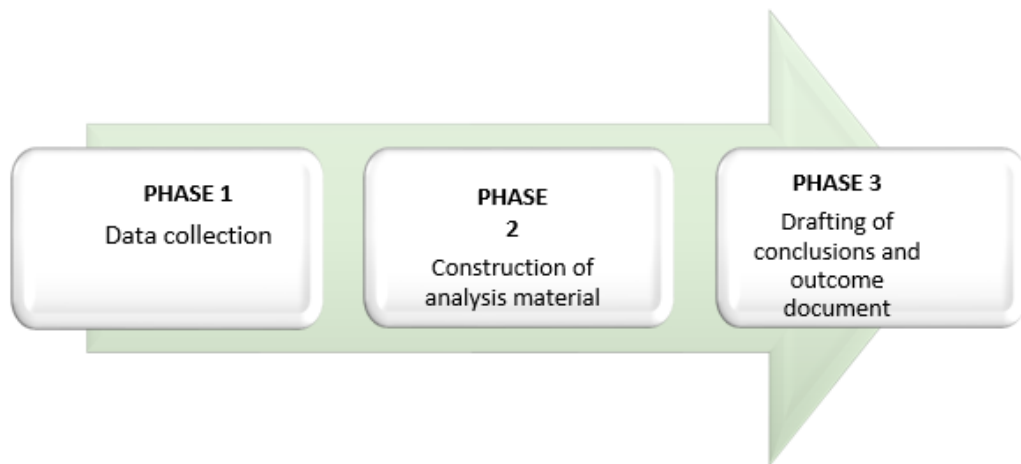 PHASE 1
Data collection
PHASE
2
Construction of
analysis material
PHASE 3
Drafting of
conclusions and
outcome
document